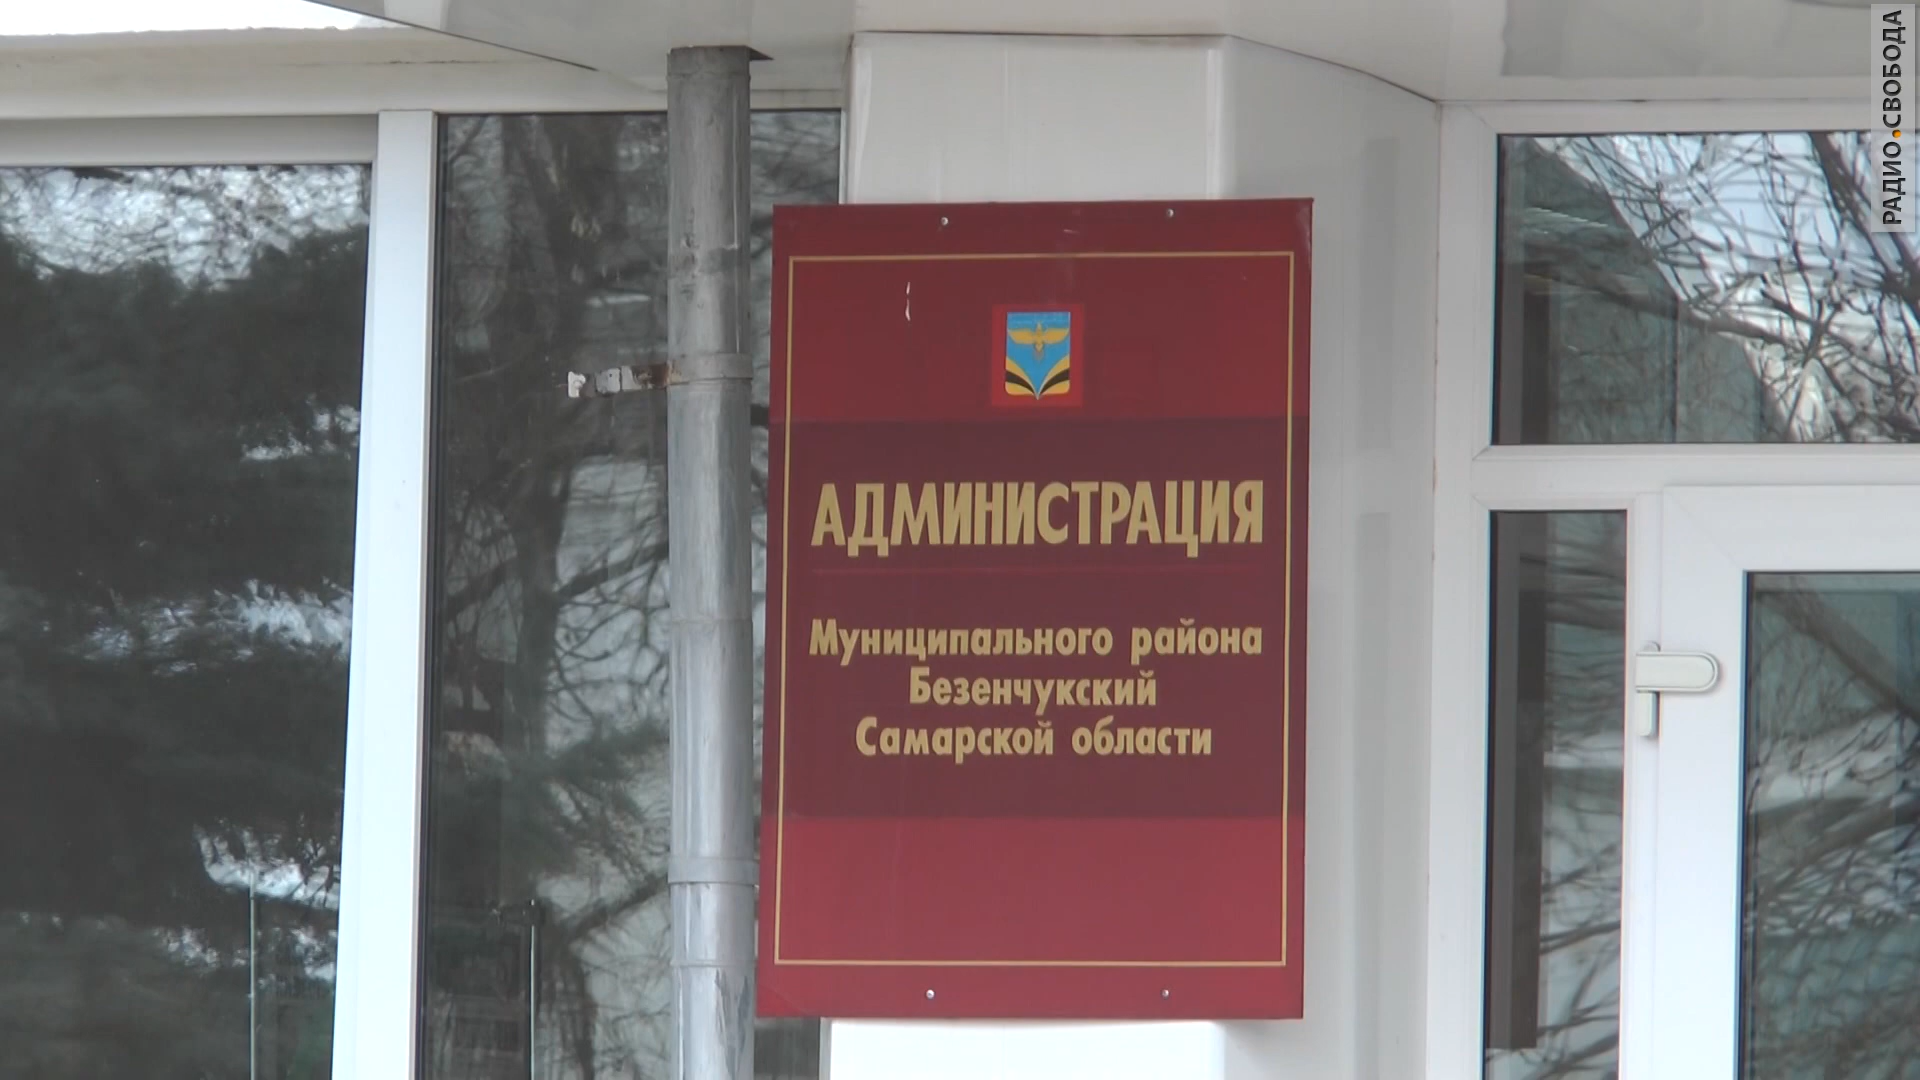 АДМИНИСТРАЦИЯ
Муниципального района
Безенчукский
Самарской области
РАДИО.СВОБОДА